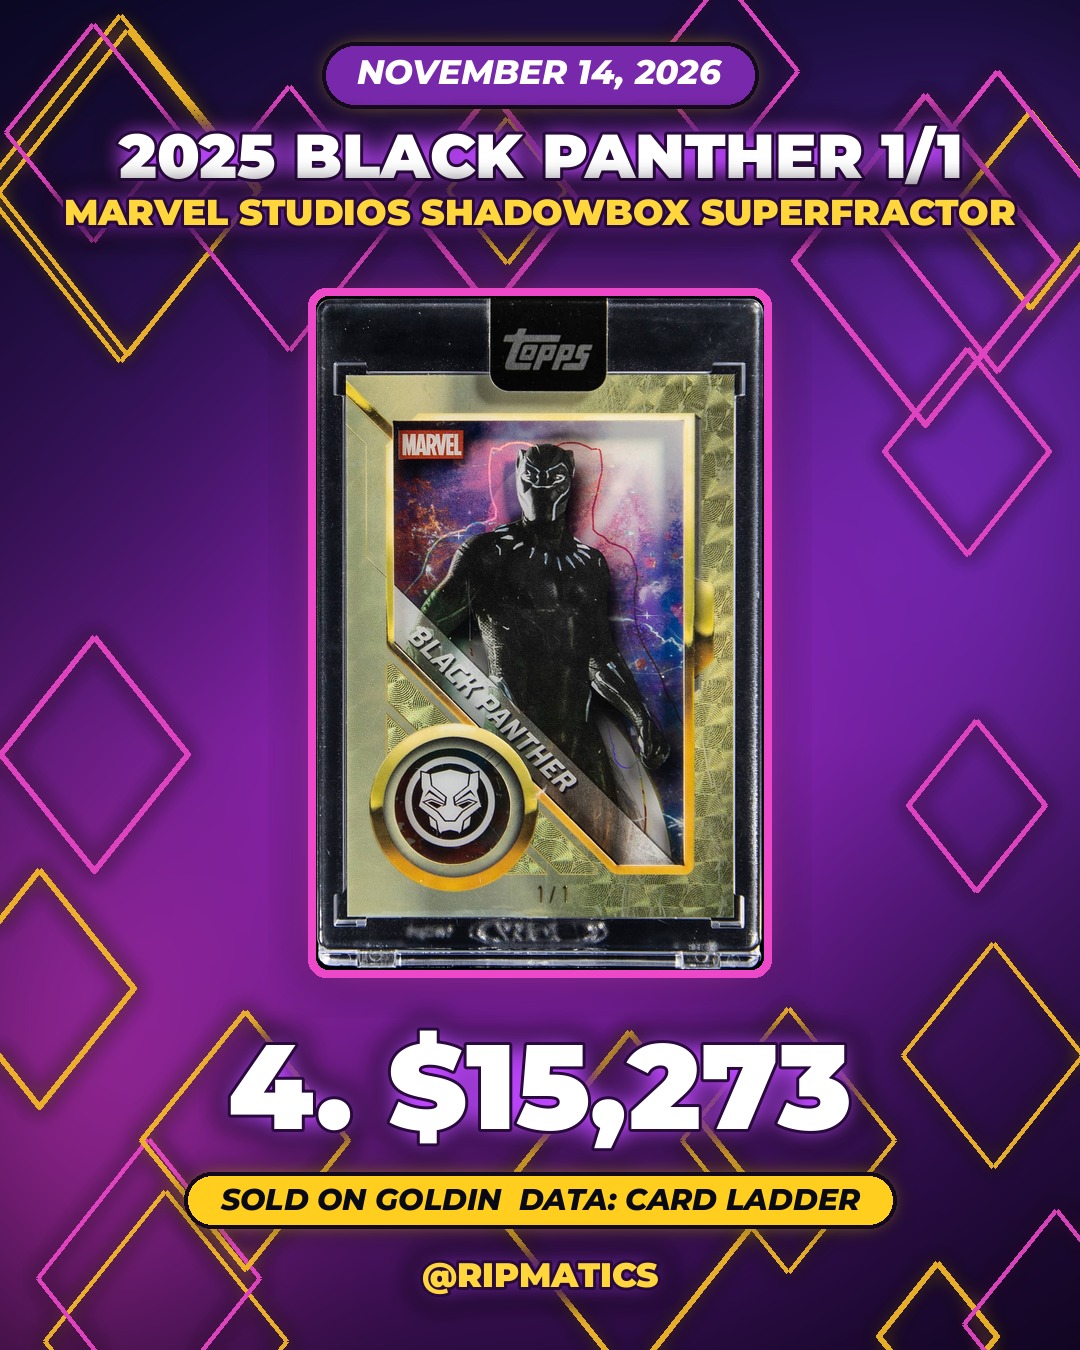 NOVEMBER 14, 2026
2025 BLACK PANTHER 1/1
MARVEL STUDIOS SHADOWBOX SUPERFRACTOR
Topps
MARVEL
BLACK PANTHER
1/1
4. $15,273
SOLD ON GOLDIN DATA: CARD LADDER
@RIPMATICS